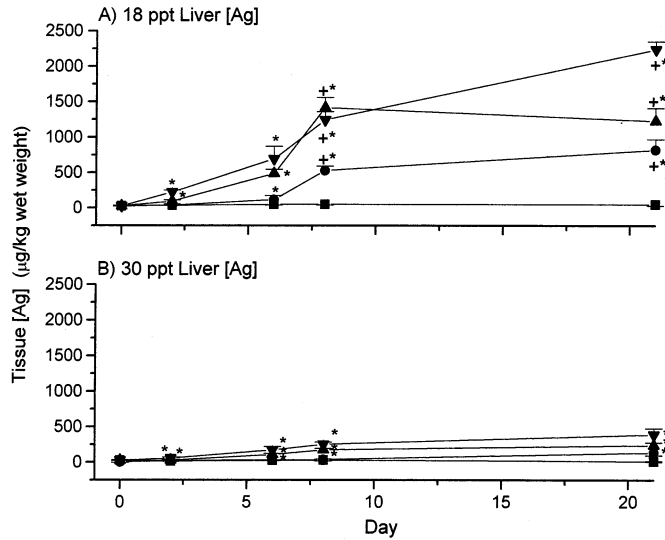 A) 18 ppt Liver [Ag]
2500
2000
1500
1000
500
0
B) 30 ppt Liver [Ag]
2500
2000
1500
1000
500
0
Tissue [Ag] (µg/kg wet weight)
0 5 10 15 20
Day